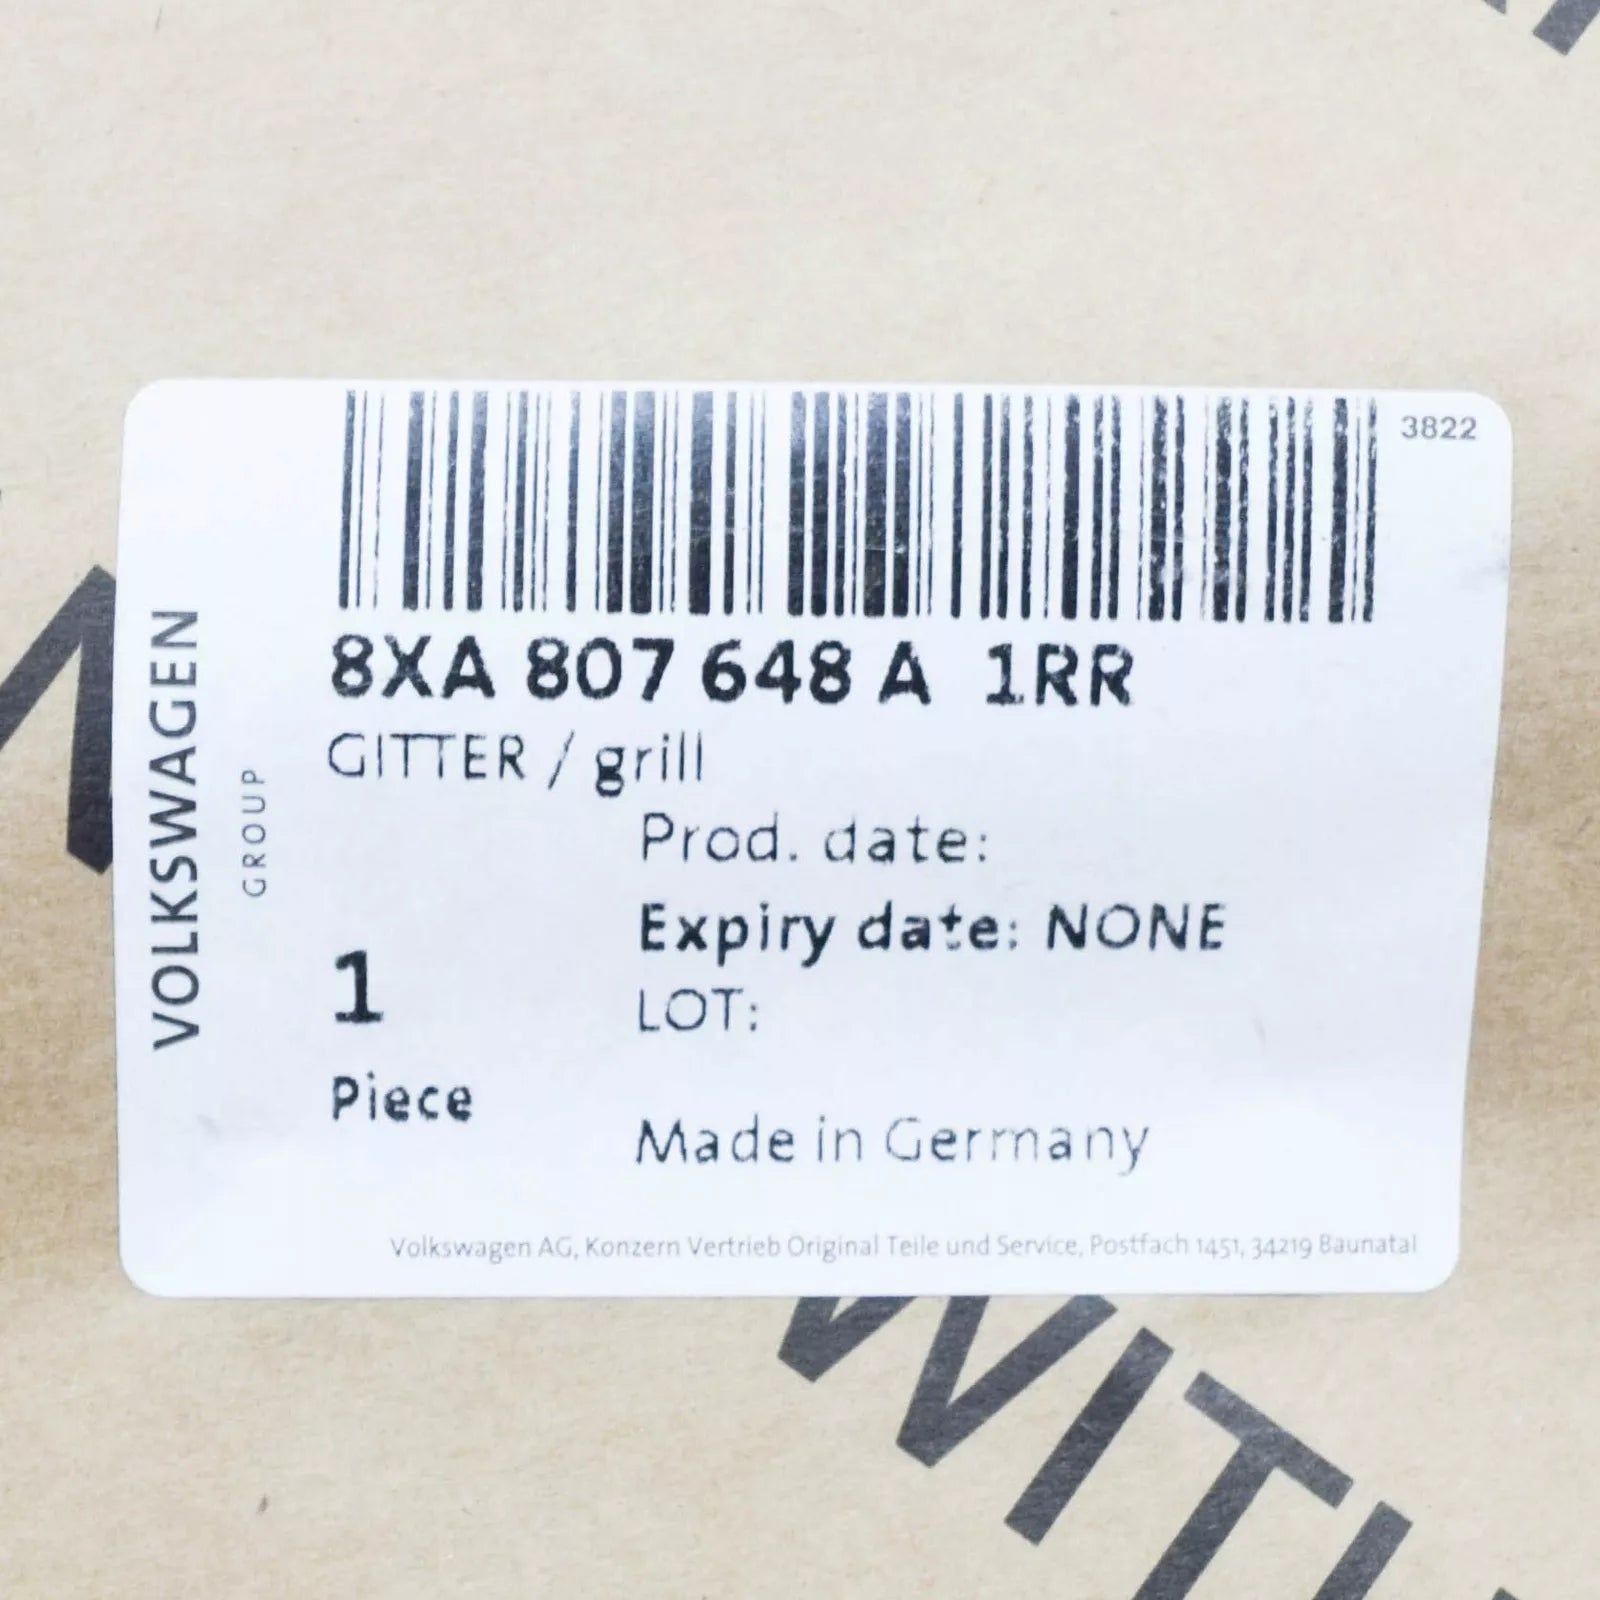 3822
8XA 807 648 A 1RR
GITTER / grill
Prod. date:
Expiry date: NONE
LOT:
1
Piece
Made in Germany
Volkswagen AG, Konzern Vertrieb Original Teile und Service, Postfach 1451, 34219 Baunatal
VOLKSWAGEN
GROUP